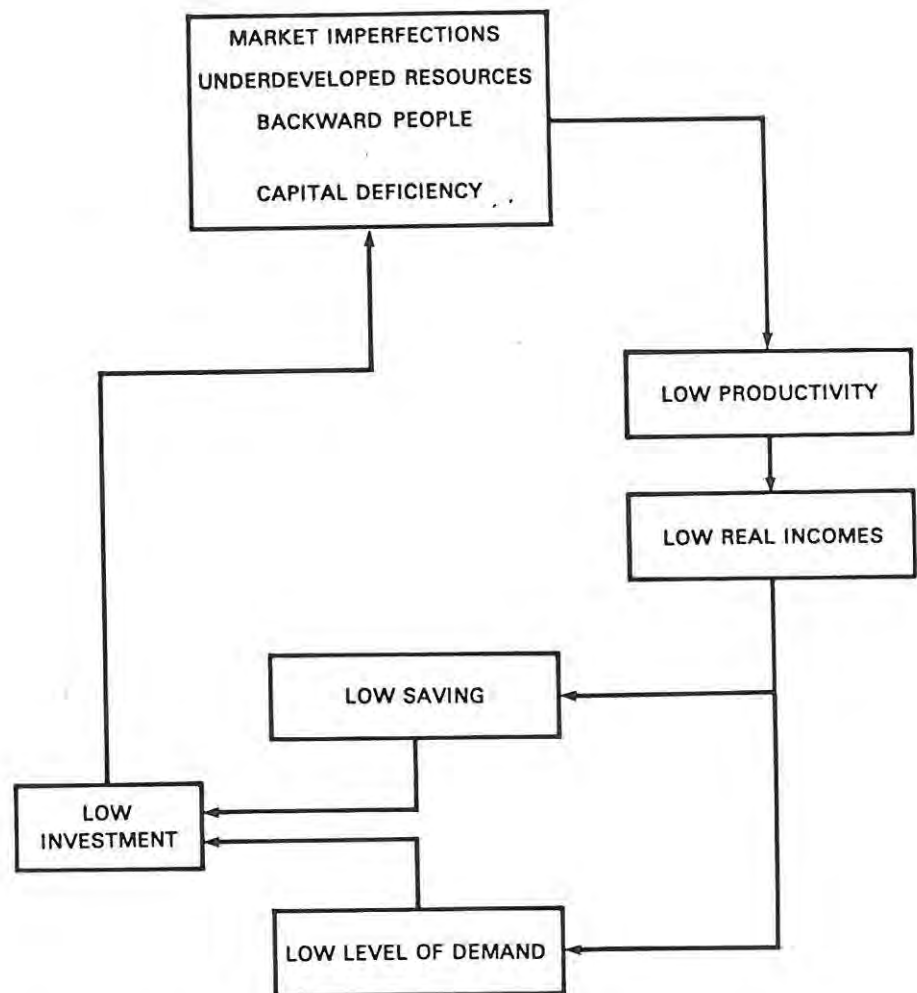 MARKET IMPERFECTIONS
UNDERDEVELOPED RESOURCES
BACKWARD PEOPLE
CAPITAL DEFICIENCY
LOW PRODUCTIVITY
LOW REAL INCOMES
LOW SAVING
LOW
INVESTMENT
LOW LEVEL OF DEMAND